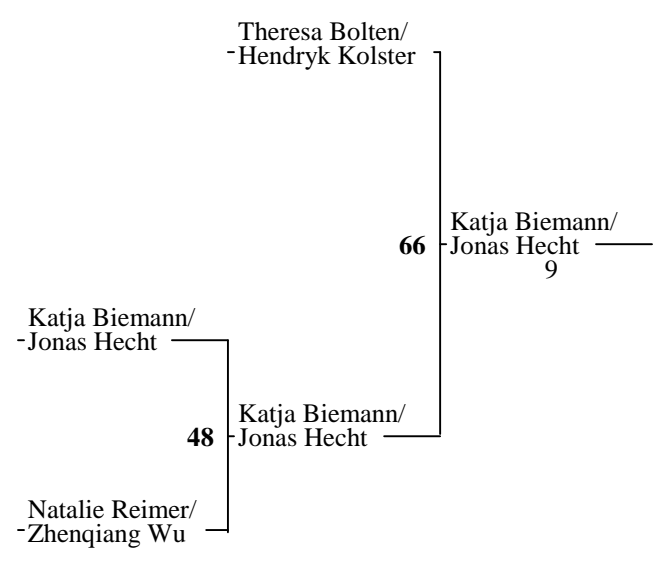 Theresa Bolten/
Hendryk Kolster
Katja Biemann/
66 Jonas Hecht
9
Katja Biemann/
Jonas Hecht
Katja Biemann/
48 Jonas Hecht
Natalie Reimer/
Zhenqiang Wu